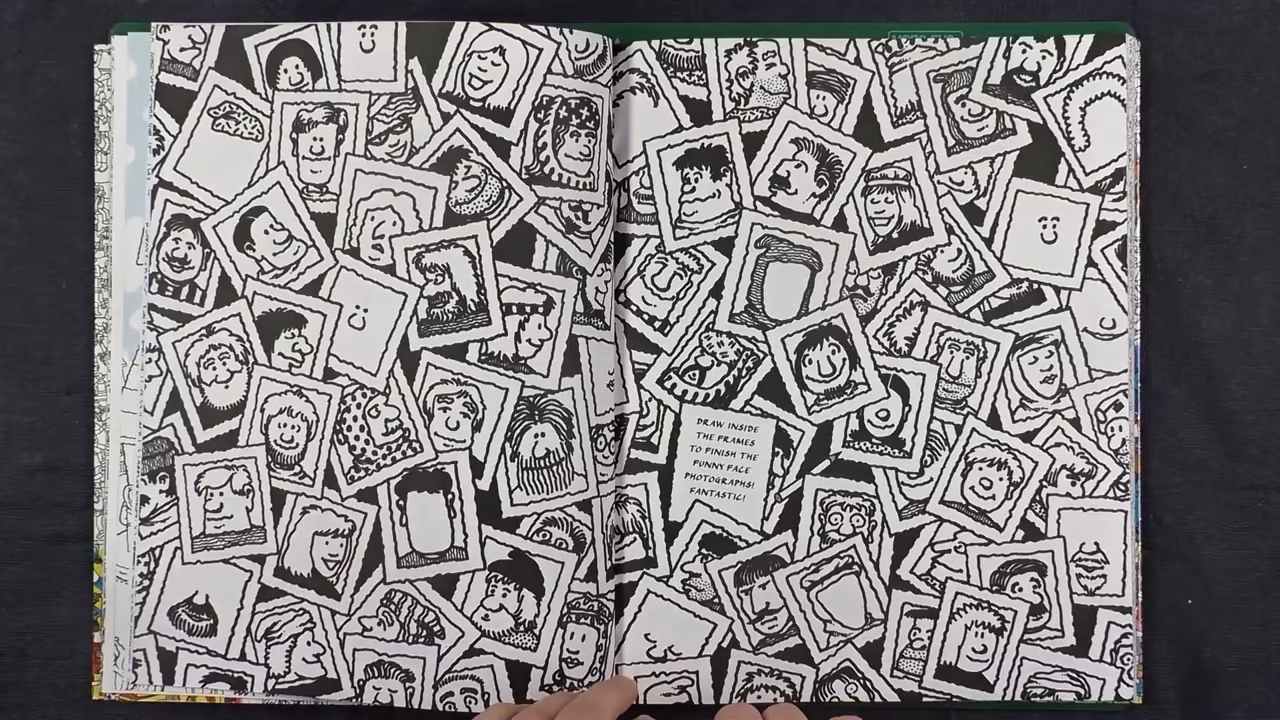 DRAW INSIDE
THE FRAMES
TO FINISH THE
FUNNY FACE
PHOTOGRAPHS!
FANTASTIC!